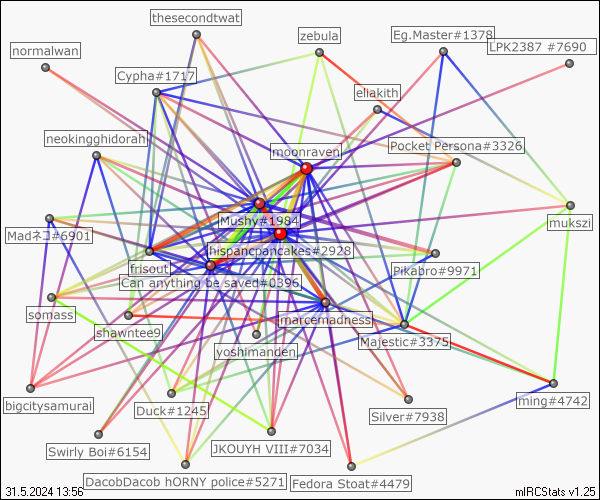 thesecondtwat
zebula
Eg.Master#1378
LPK2387 #7690
normalwan
Cypha#1717
eliakith
neokingghidorah
moonraven
Pocket Persona#3326
Mushy#1984
mukszi
Madネコ#6901
hispancpancakes#2928
frisout
Can anything be saved#0396
Pikabro#9971
somass
shawntee9
marcemadness
yoshimanden
Majestic#3375
bigcitysamurai
Duck#1245
Silver#7938
ming#4742
Swirly Boi#6154
JKOUYH VIII#7034
DacobDacob hORNY police#5271
Fedora Stoat#4479
31.5.2024 13:56
mIRCStats v1.25